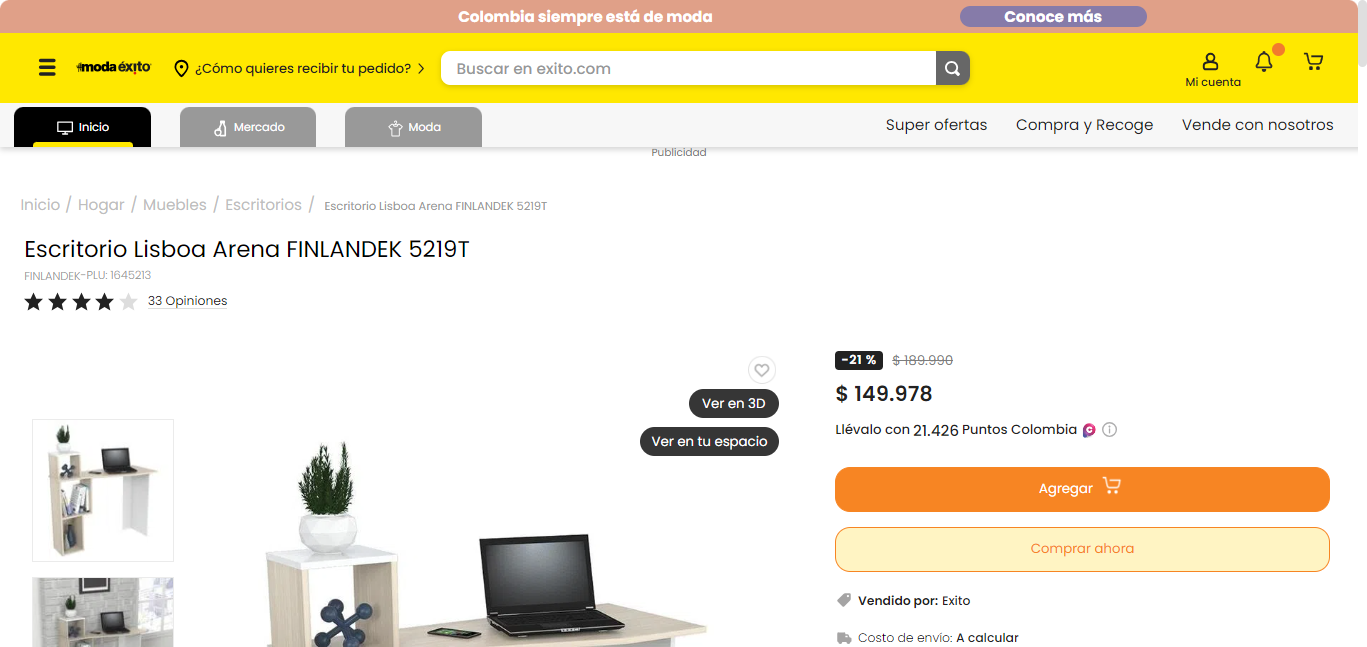 Colombia siempre está de moda
Conoce más
#moda éxito
¿Cómo quieres recibir tu pedido?
Buscar en exito.com
Mi cuenta
Inicio
Mercado
Moda
Super ofertas
Compra y Recoge
Vende con nosotros
Publicidad
Inicio / Hogar / Muebles / Escritorios / Escritorio Lisboa Arena FINLANDEK 5219T
Escritorio Lisboa Arena FINLANDEK 5219T
FINLANDEK-PLU: 1645213
33 Opiniones
Ver en 3D
Ver en tu espacio
-21 % $ 189.990
$ 149.978
Llévalo con 21.426 Puntos Colombia
Agregar
Comprar ahora
Vendido por: Exito
Costo de envío: A calcular